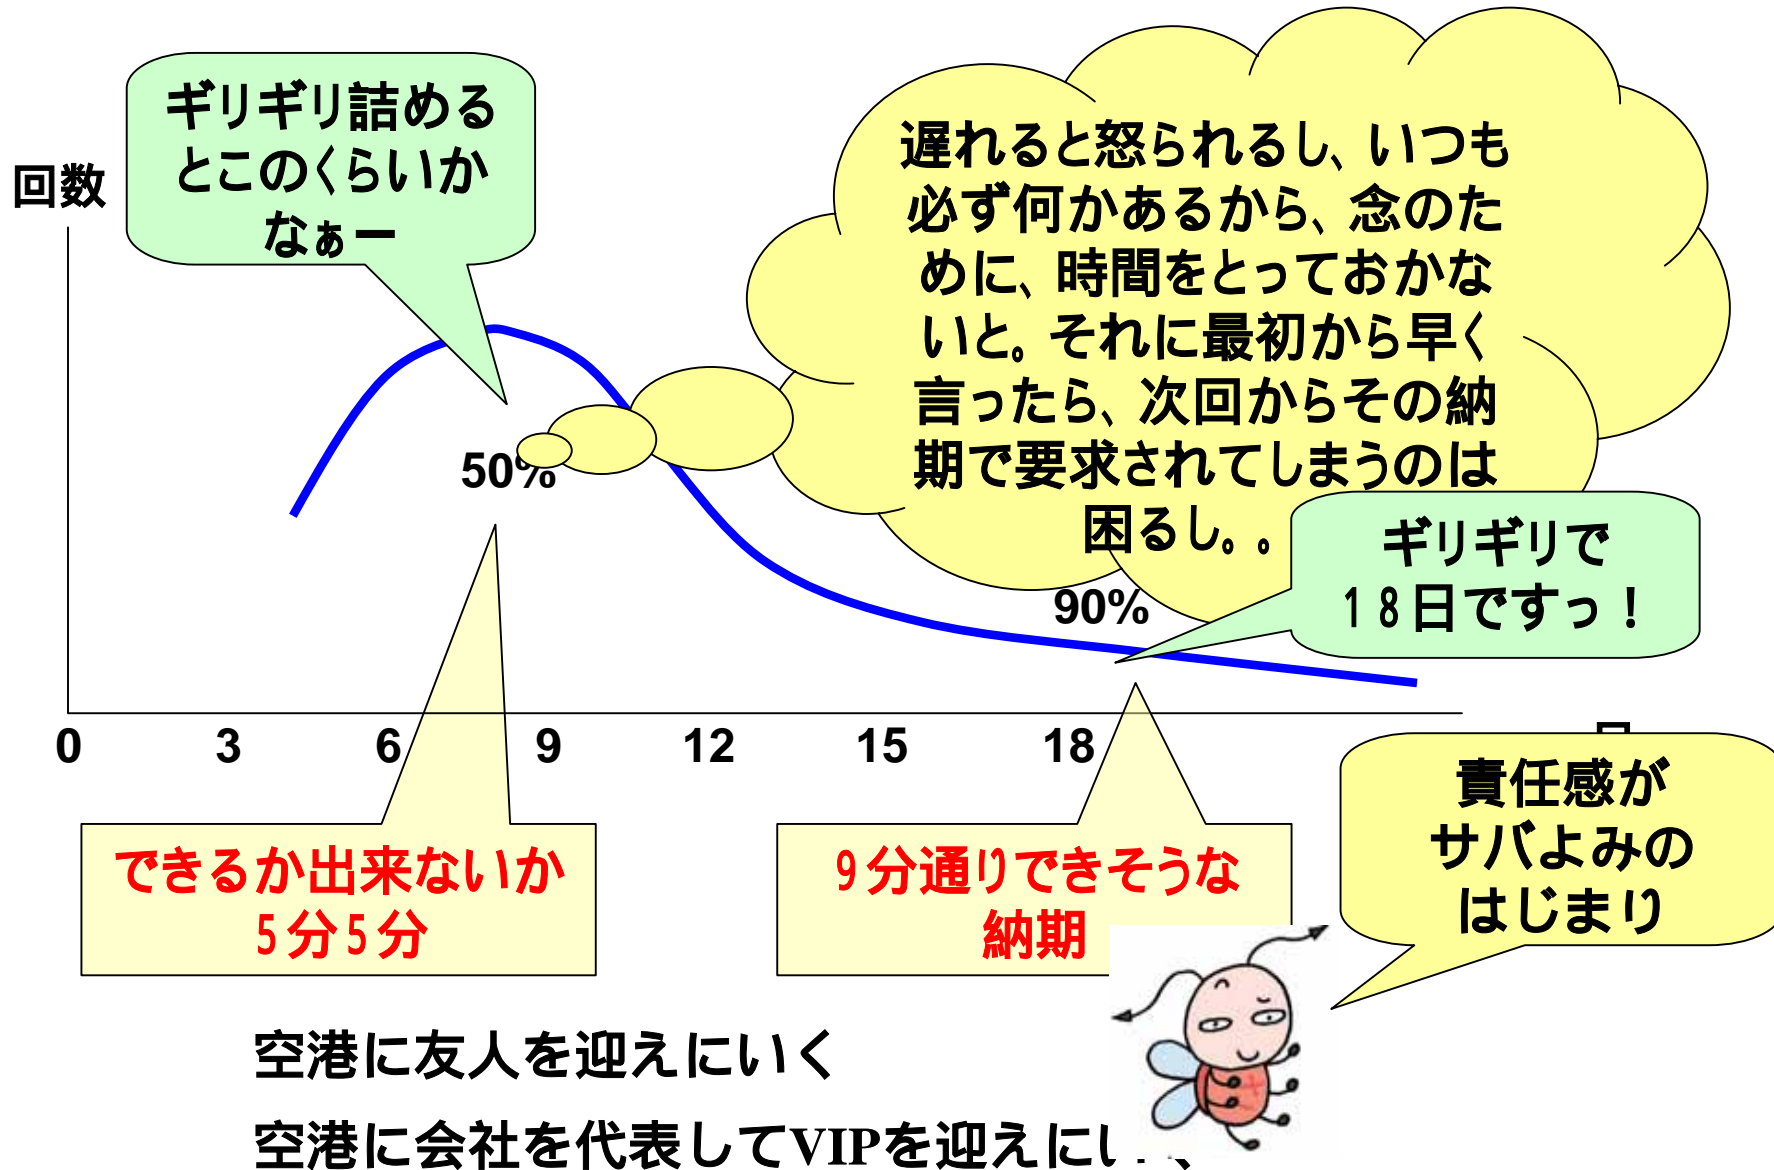 ギリギリ詰める
とこのくらいか
なぁー
回数
遅れると怒られるし、いつも
必ず何かあるから、念のた
めに、時間をとっておかな
いと。それに最初から早く
言ったら、次回からその納
期で要求されてしまうのは
困るし。。
50%
90%
ギリギリで
18日ですっ！
0 3 6 9 12 15 18
できるか出来ないか
5分5分
9分通りできそうな
納期
責任感が
サバよみの
はじまり
空港に友人を迎えにいく
空港に会社を代表してVIPを迎えに